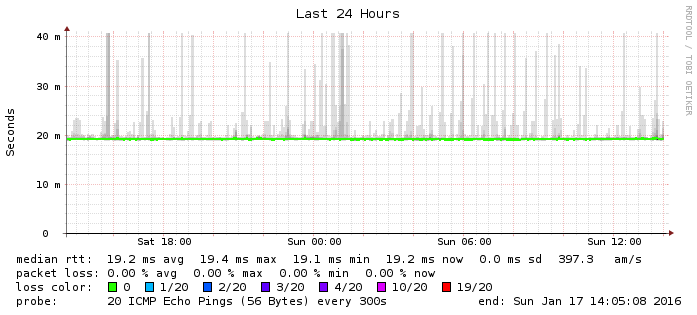 Last 24 Hours
RRDTOOL / TOBI OETIKER
Seconds
40 m
30 m
20 m
10 m
0
Sat 18:00 Sun 00:00 Sun 06:00 Sun 12:00
median rtt: 19.2 ms avg 19.4 ms max 19.1 ms min 19.2 ms now 0.0 ms sd 397.3 am/s
packet loss: 0.00 % avg 0.00 % max 0.00 % min 0.00 % now
loss color: 0 1/20 2/20 3/20 4/20 10/20 19/20
probe: 20 ICMP Echo Pings (56 Bytes) every 300s end: Sun Jan 17 14:05:08 2016